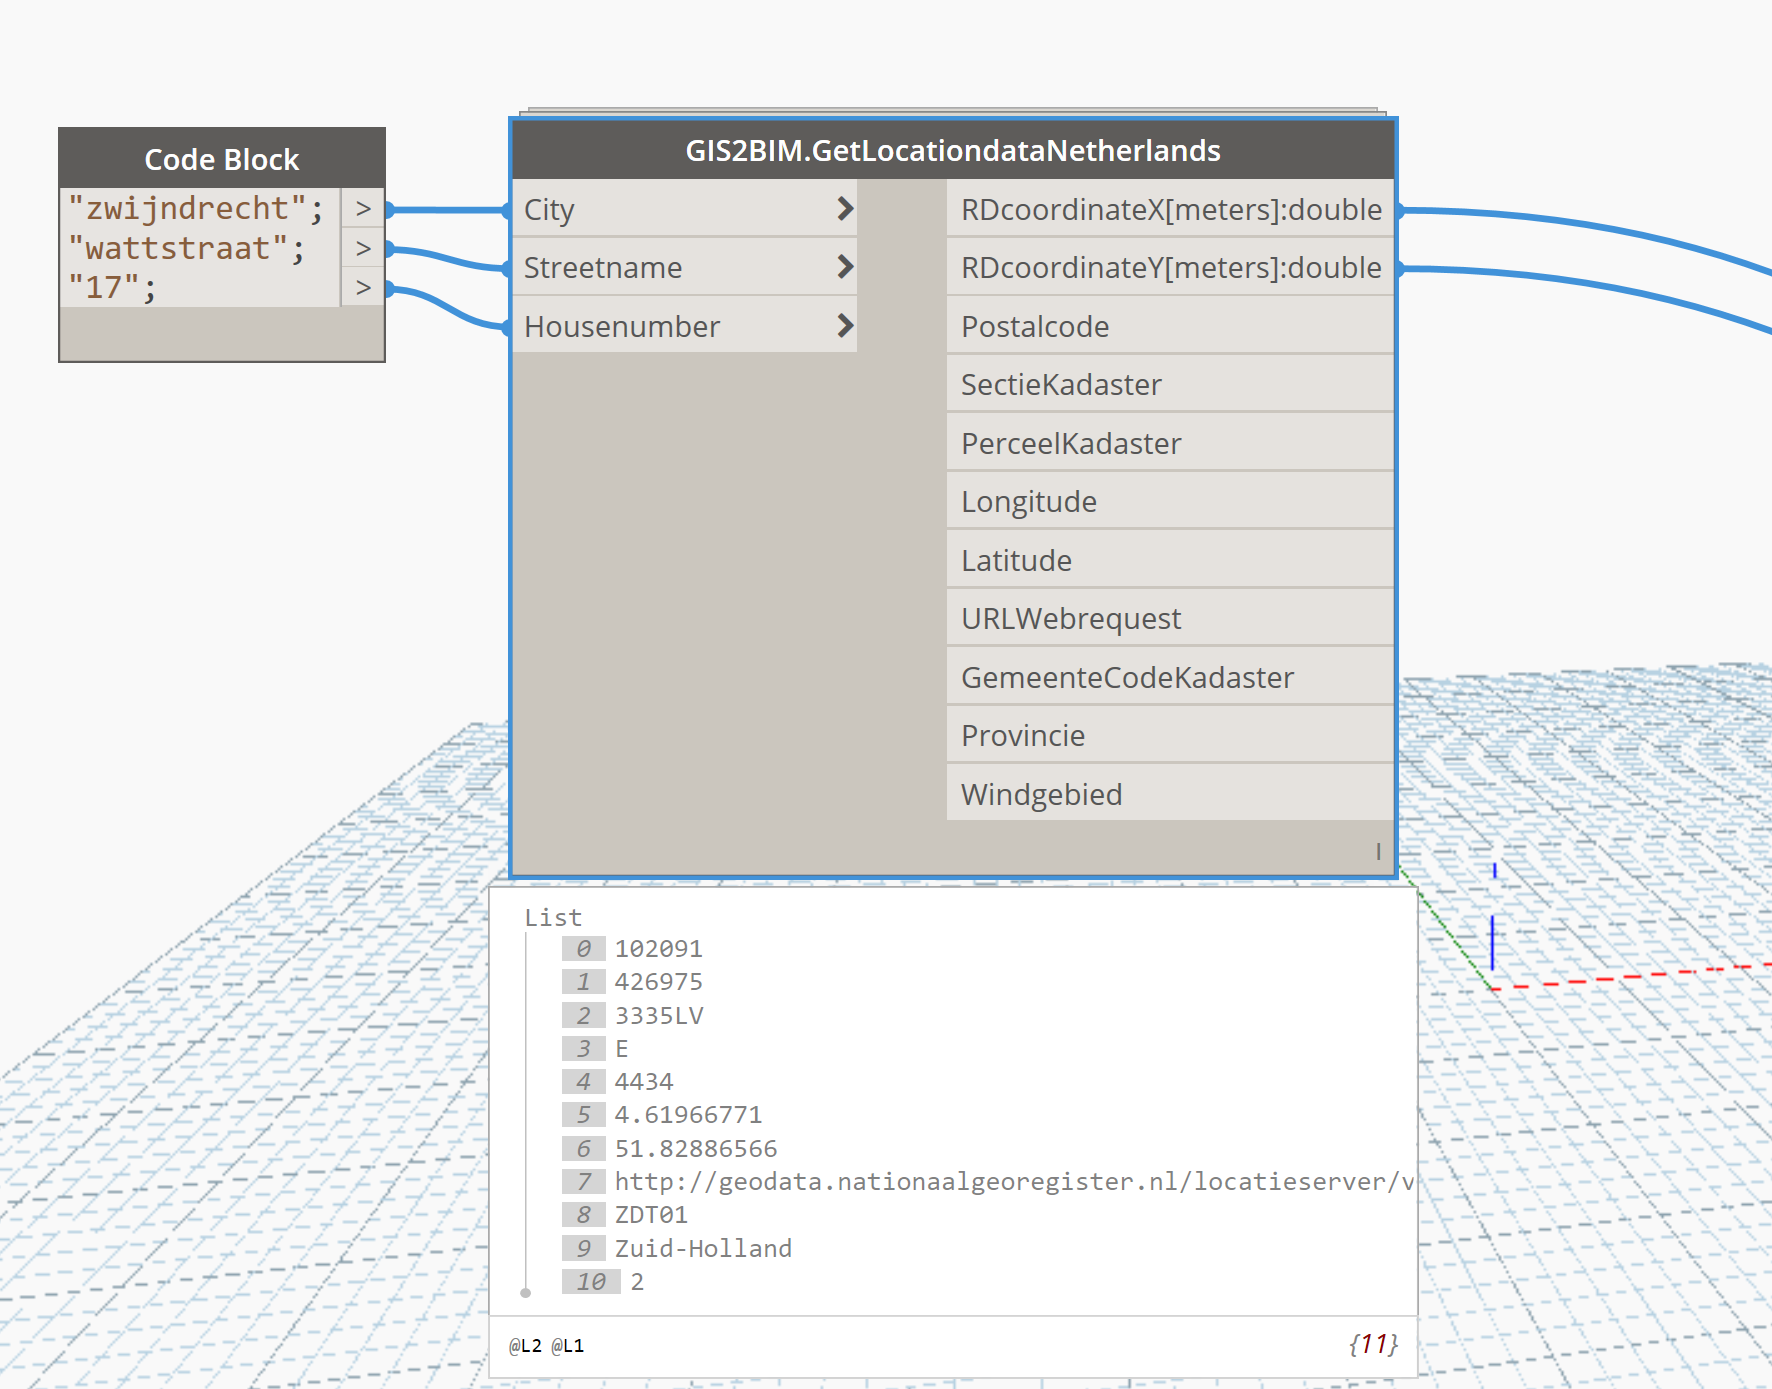 Code Block
"zwijndrecht"; >
"wattstraat"; >
"17"; >
GIS2BIM.GetLocationdataNetherlands
City
Streetname
Housenumber
RDcoordinateX[meters]:double
RDcoordinateY[meters]:double
Postalcode
SectieKadaster
PerceelKadaster
Longitude
Latitude
URLWebrequest
GemeenteCodeKadaster
Provincie
Windgebied
List
0 102091
1 426975
2 3335LV
3 E
4 4434
5 4.61966771
6 51.82886566
7 http://geodata.nationaalgeoregister.nl/locatieserver/v
8 ZDT01
9 Zuid-Holland
10 2
@L2 @L1 {11}